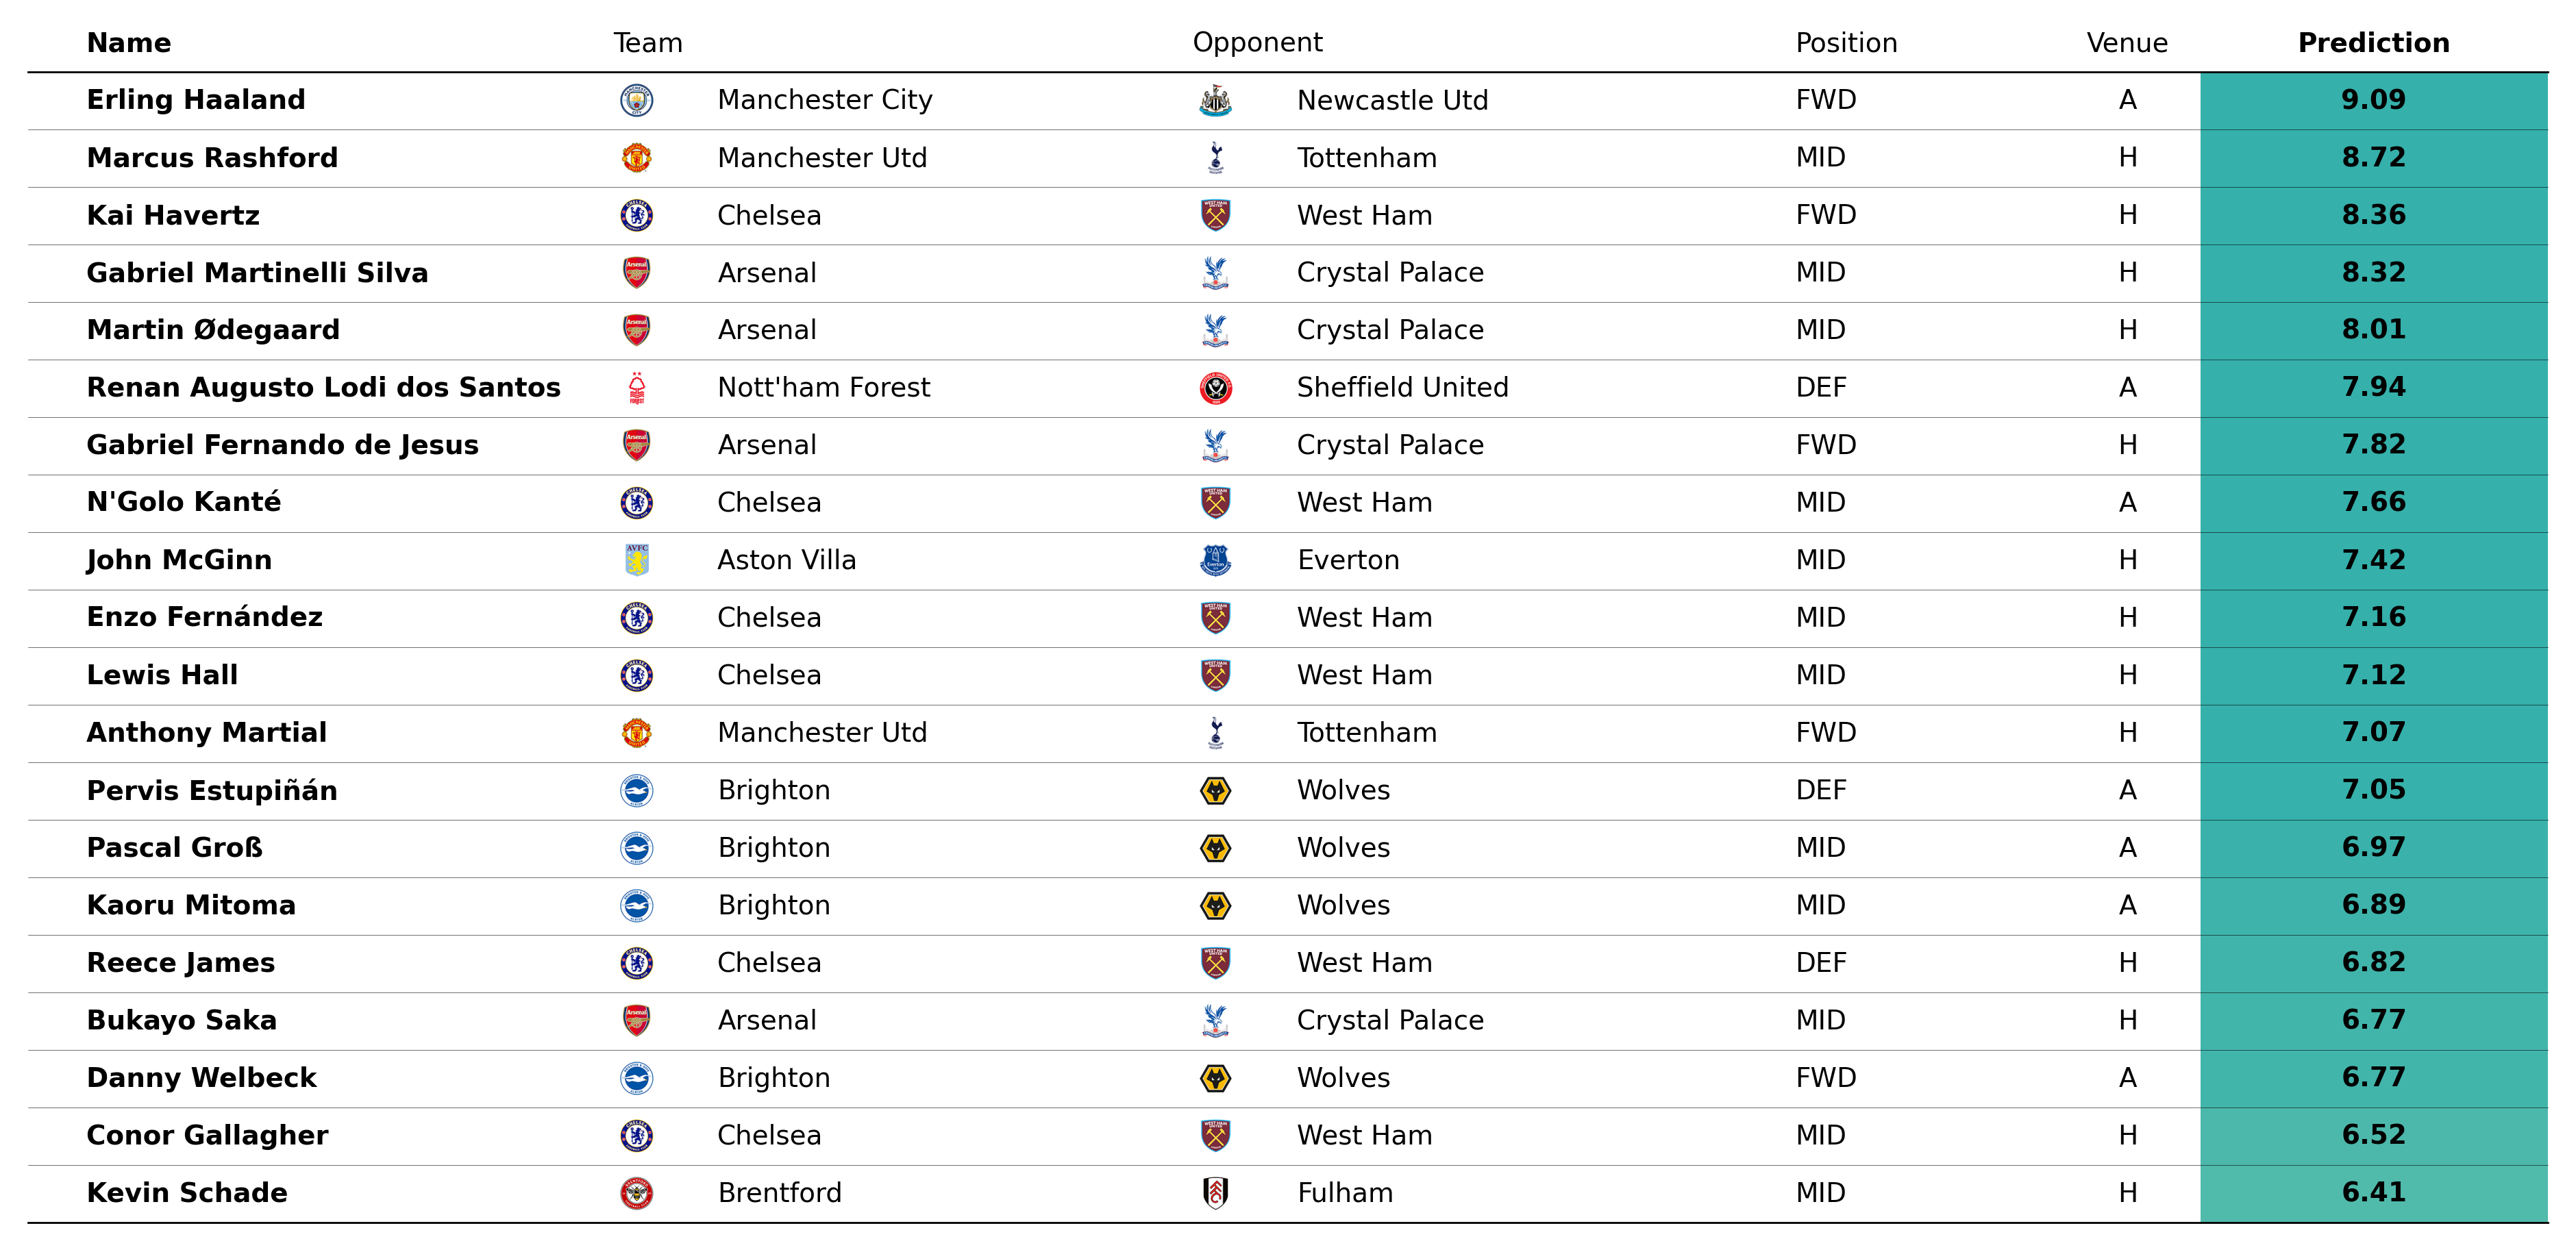 Name Team Opponent Position Venue Prediction
Erling Haaland Manchester City Newcastle Utd FWD A 9.09
Marcus Rashford Manchester Utd Tottenham MID H 8.72
Kai Havertz Chelsea West Ham FWD H 8.36
Gabriel Martinelli Silva Arsenal Crystal Palace MID H 8.32
Martin Ødegaard Arsenal Crystal Palace MID H 8.01
Renan Augusto Lodi dos Santos Nott'ham Forest Sheffield United DEF A 7.94
Gabriel Fernando de Jesus Arsenal Crystal Palace FWD H 7.82
N'Golo Kanté Chelsea West Ham MID A 7.66
John McGinn Aston Villa Everton MID H 7.42
Enzo Fernández Chelsea West Ham MID H 7.16
Lewis Hall Chelsea West Ham MID H 7.12
Anthony Martial Manchester Utd Tottenham FWD H 7.07
Pervis Estupiñán Brighton Wolves DEF A 7.05
Pascal Groß Brighton Wolves MID A 6.97
Kaoru Mitoma Brighton Wolves MID A 6.89
Reece James Chelsea West Ham DEF H 6.82
Bukayo Saka Arsenal Crystal Palace MID H 6.77
Danny Welbeck Brighton Wolves FWD A 6.77
Conor Gallagher Chelsea West Ham MID H 6.52
Kevin Schade Brentford Fulham MID H 6.41